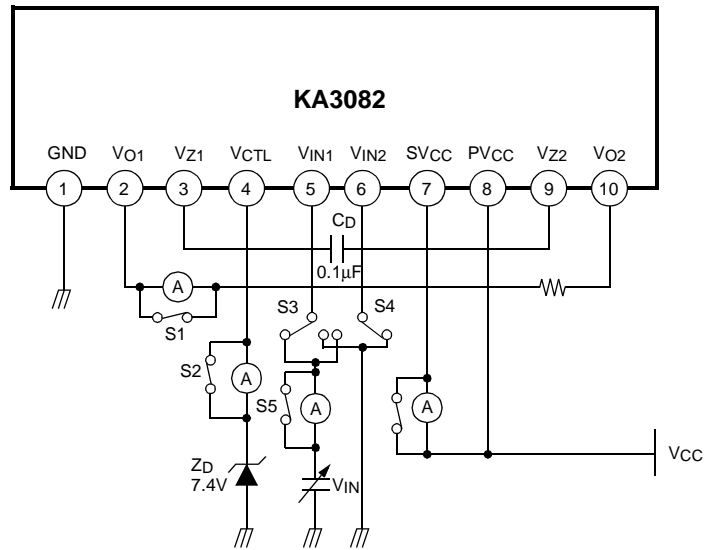 KA3082
GND VO1 VZ1 VCTL VIN1 VIN2 SVCC PVCC VZ2 VO2
1 2 3 4 5 6 7 8 9 10
CD
0.1μF
A
S1
S3 S4
S2 A
S5 A A
VCC
ZD
7.4V
VIN